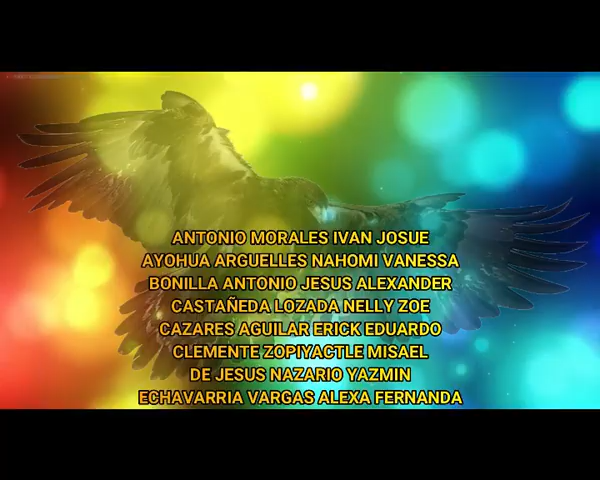 ANTONIO MORALES IVAN JOSUE
AYOHUA ARGUELLES NAHOMI VANESSA
BONILLA ANTONIO JESUS ALEXANDER
CASTAÑEDA LOZADA NELLY ZOE
CAZARES AGUILAR ERICK EDUARDO
CLEMENTE ZOPIYACTLE MISAEL
DE JESUS NAZARIO YAZMIN
ECHAVARRIA VARGAS ALEXA FERNANDA